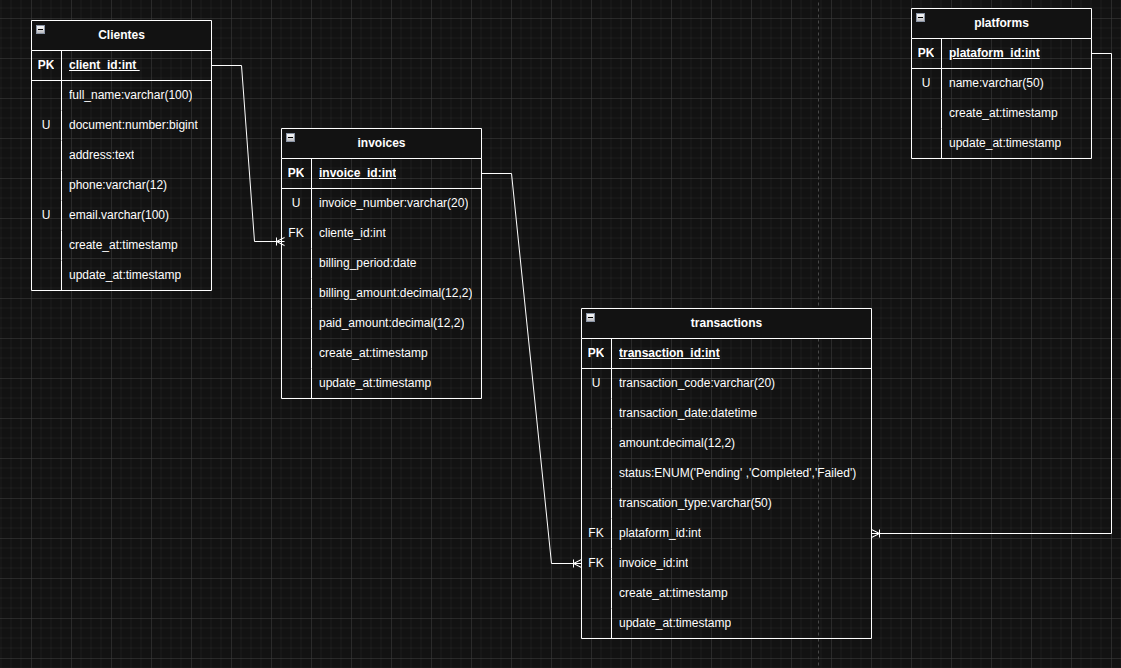 Clientes
PK client_id:int
full_name:varchar(100)
U document:number:bigint
address:text
phone:varchar(12)
U email.varchar(100)
create_at:timestamp
update_at:timestamp
invoices
PK invoice_id:int
U invoice_number:varchar(20)
FK cliente_id:int
billing_period:date
billing_amount:decimal(12,2)
paid_amount:decimal(12,2)
create_at:timestamp
update_at:timestamp
transactions
PK transaction_id:int
U transaction_code:varchar(20)
transaction_date:datetime
amount:decimal(12,2)
status:ENUM('Pending' ,'Completed','Failed')
transcation_type:varchar(50)
FK plataform_id:int
FK invoice_id:int
create_at:timestamp
update_at:timestamp
platforms
PK plataform_id:int
U name:varchar(50)
create_at:timestamp
update_at:timestamp